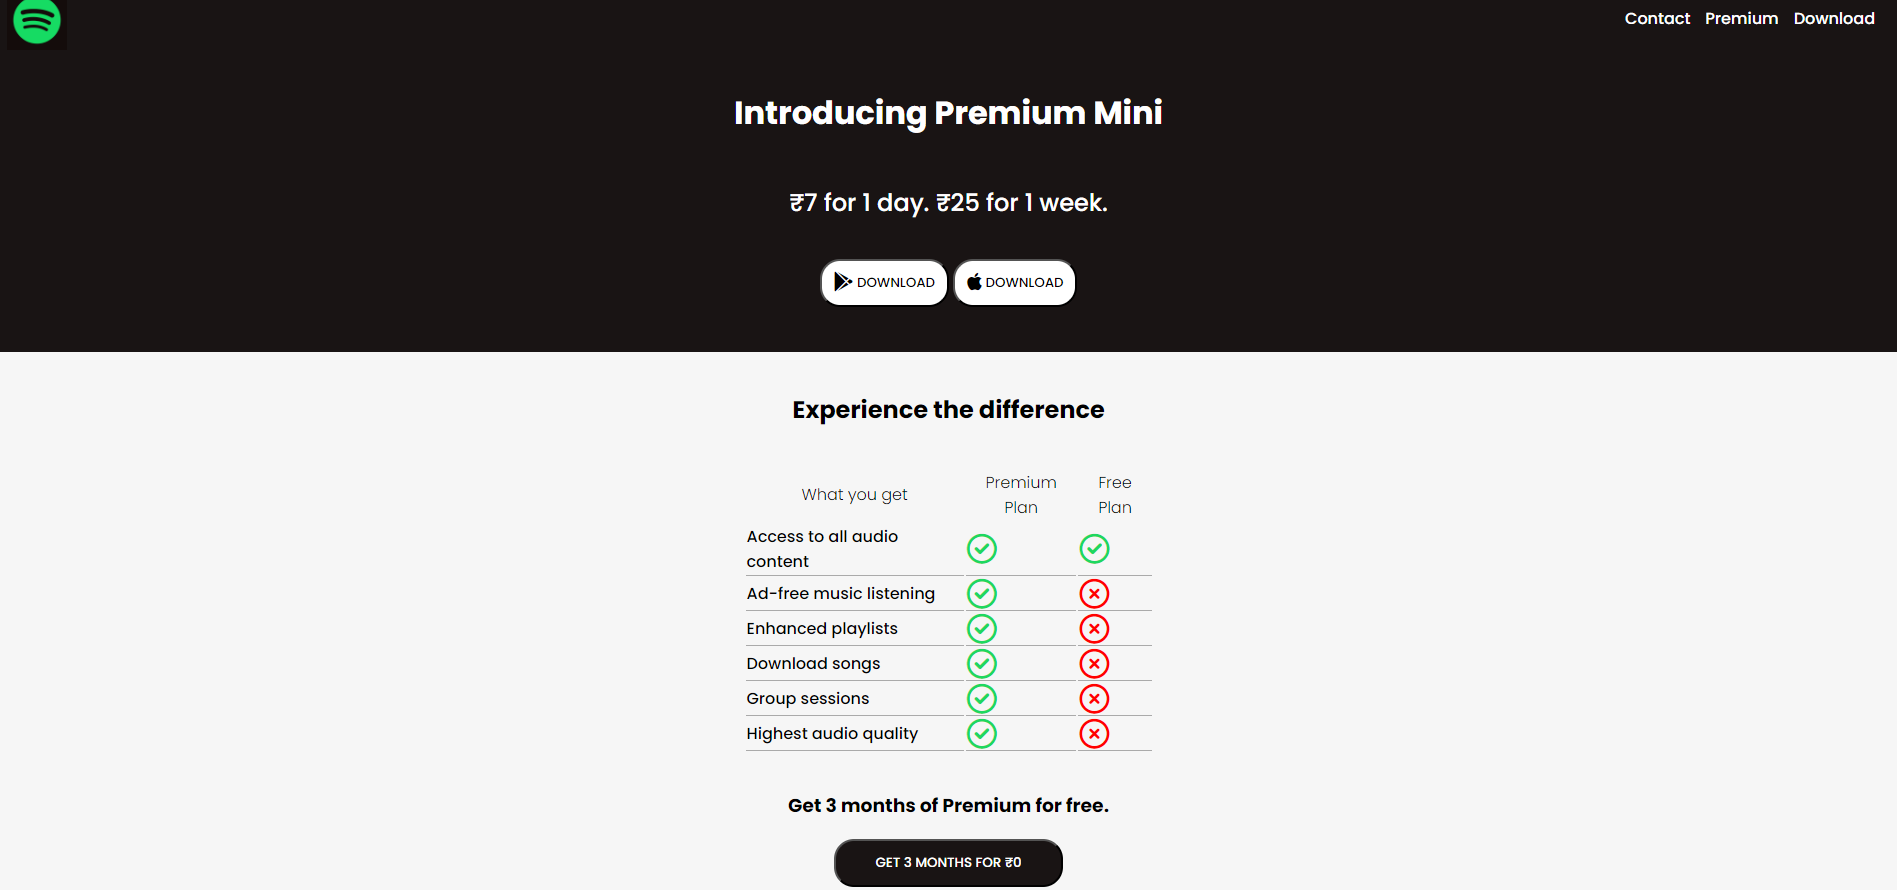 Contact Premium Download
Introducing Premium Mini
₹7 for 1 day. ₹25 for 1 week.
DOWNLOAD DOWNLOAD
Experience the difference
What you get
Premium
Plan
Free
Plan
Access to all audio
content
Ad-free music listening
Enhanced playlists
Download songs
Group sessions
Highest audio quality
Get 3 months of Premium for free.
GET 3 MONTHS FOR ₹0